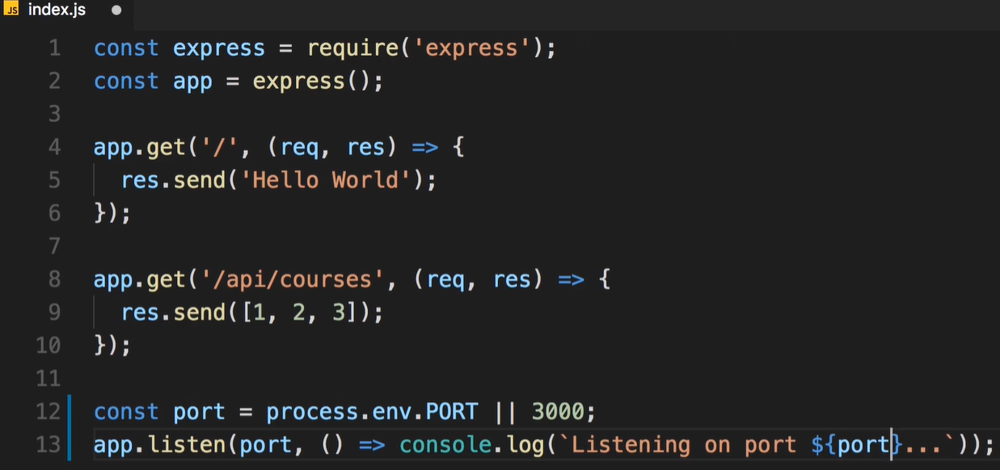 JS index.js
1 const express = require('express');
2 const app = express();
3
4 app.get('/', (req, res) => {
5   res.send('Hello World');
6 });
7
8 app.get('/api/courses', (req, res) => {
9   res.send([1, 2, 3]);
10 });
11
12 const port = process.env.PORT || 3000;
13 app.listen(port, () => console.log(`Listening on port ${port}...`));